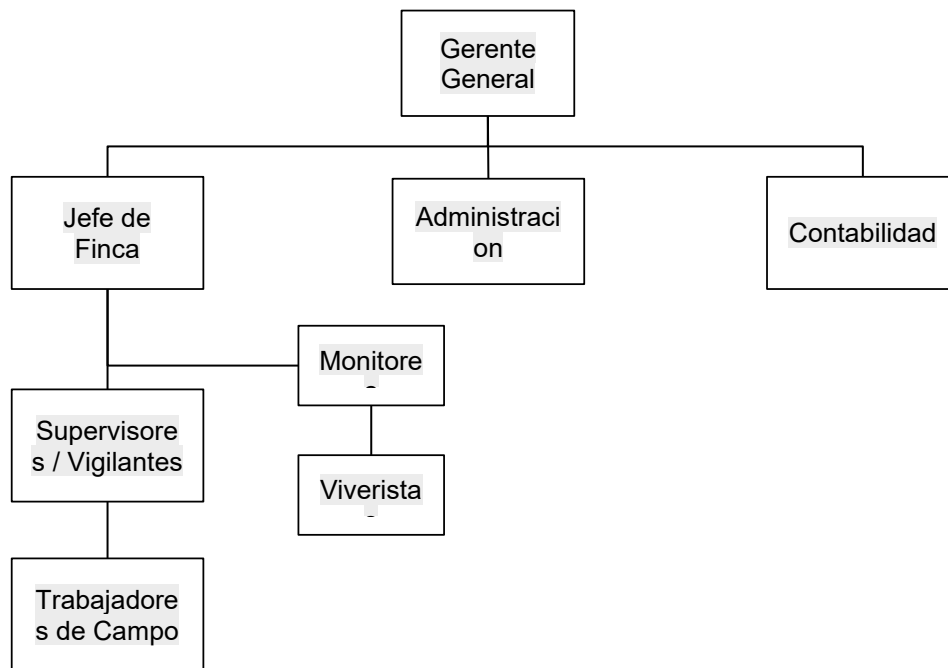 Gerente
General
Jefe de
Finca
Administraci
on
Contabilidad
Monitore
Supervisore
s / Vigilantes
Viverista
Trabajadore
s de Campo